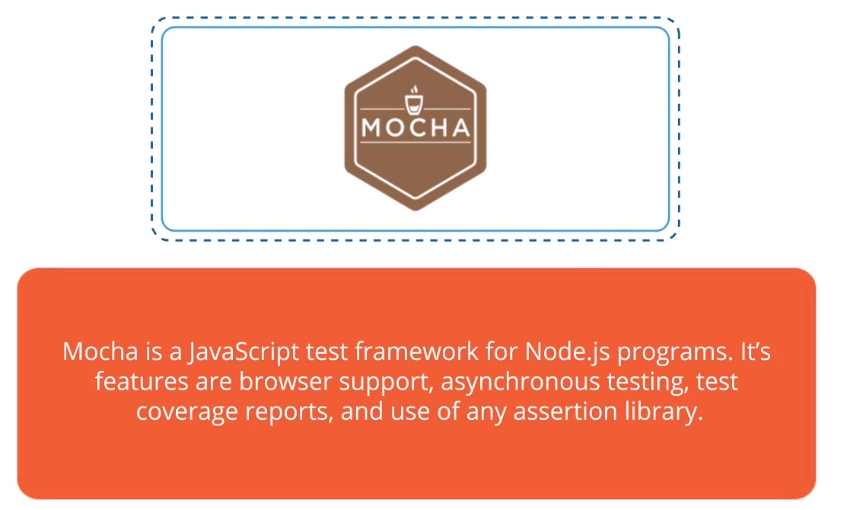 MOCHA
Mocha is a JavaScript test framework for Node.js programs. It’s
features are browser support, asynchronous testing, test
coverage reports, and use of any assertion library.